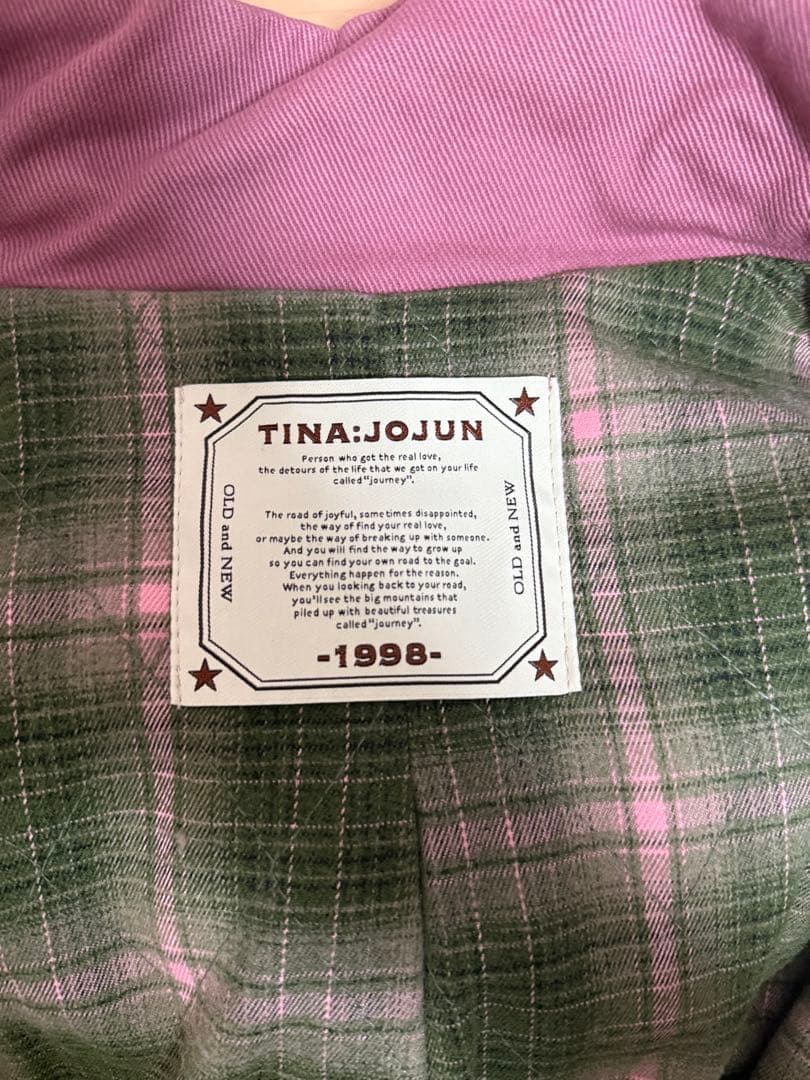 TINA:JOJUN
Person who got the real love,
the detours of the life that we got on your life
called"journey".
The road of joyful, sometimes disappointed,
the way of find your real love,
or maybe the way of breaking up with someone.
And you will find the way to grow up
so you can find your own road to the goal.
Everything happen for the reason.
When you looking back to your road,
you'll see the big mountains that
piled up with beautiful treasures
called"journey".
-1998-
OLD and NEW
OLD and NEW